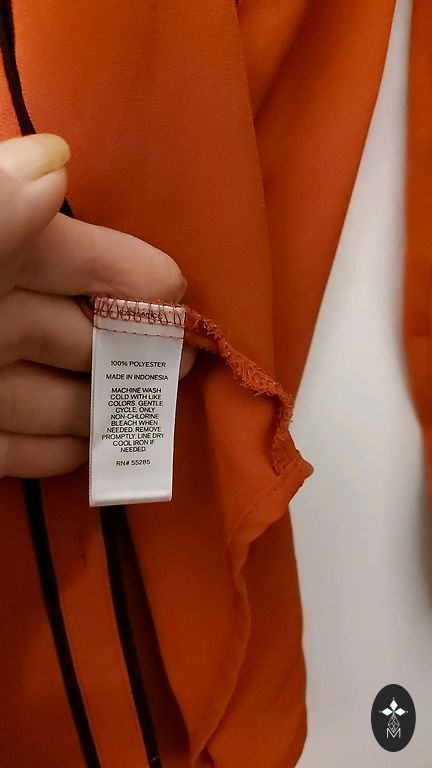 100% POLYESTER
MADE IN INDONESIA
MACHINE WASH
COLD WITH LIKE
COLORS. GENTLE
CYCLE. ONLY
NON-CHLORINE
BLEACH WHEN
NEEDED. REMOVE
PROMPTLY. LINE DRY.
COOL IRON IF
NEEDED.
RN# 55285